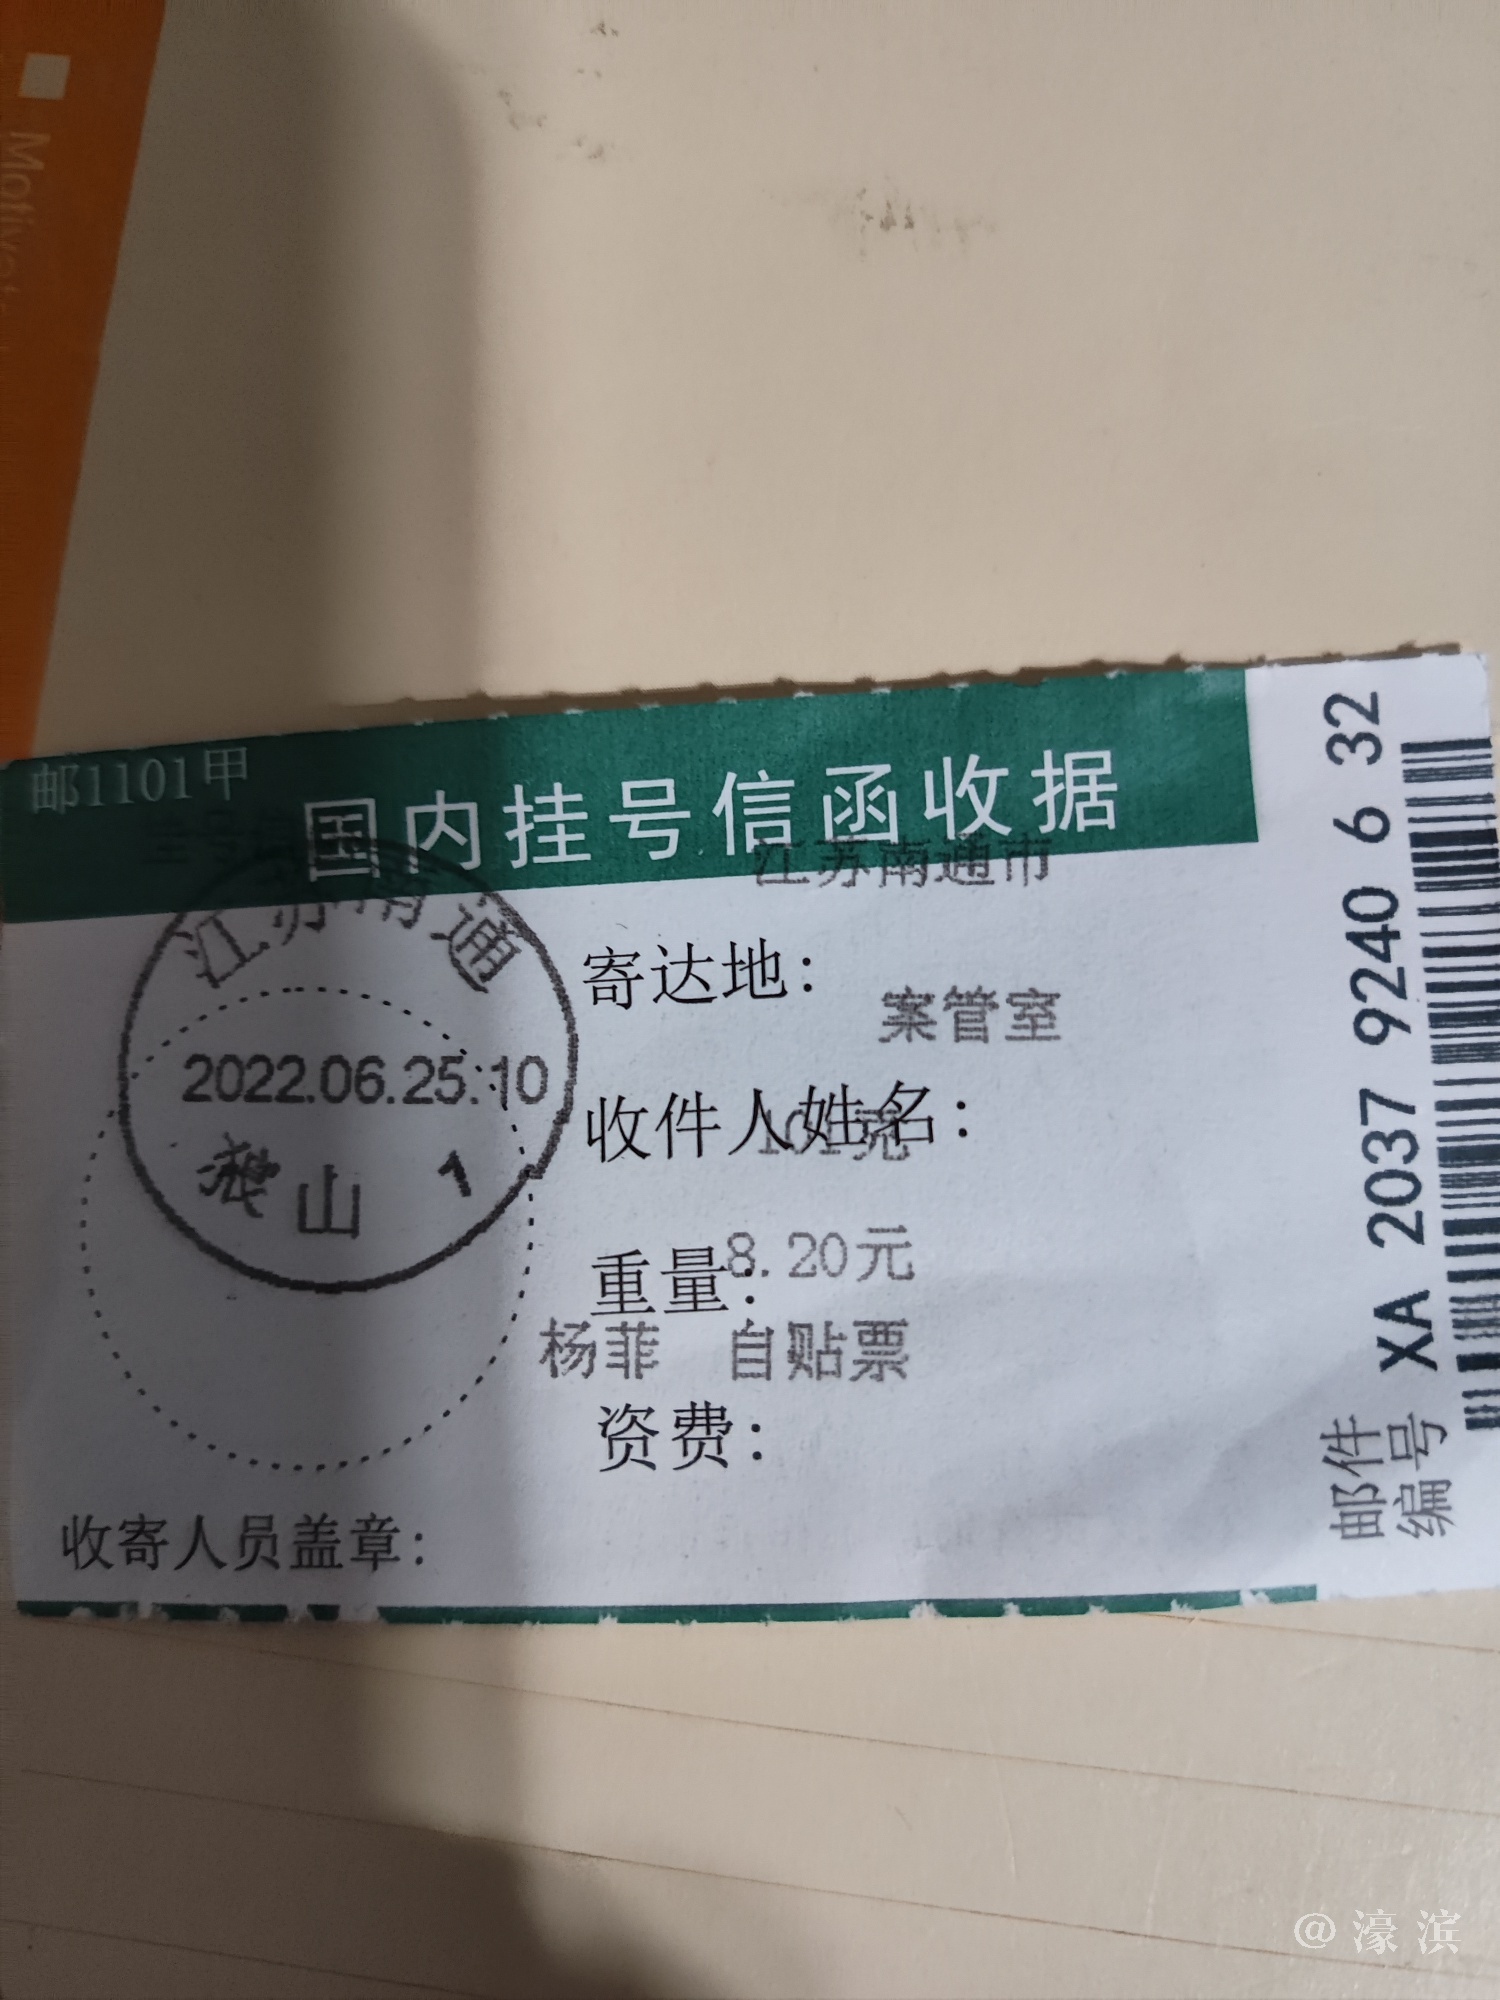 Motives
邮1101甲
国内挂号信函收据
江苏南通市
江苏南通
寄达地：
案管室
2022.06.25.10
收件人姓名：
狼山 1
8.20元
重量：
杨菲 自贴票
资费：
收寄人员盖章：
邮件编号 XA 2037 9240 6 32
@濠滨